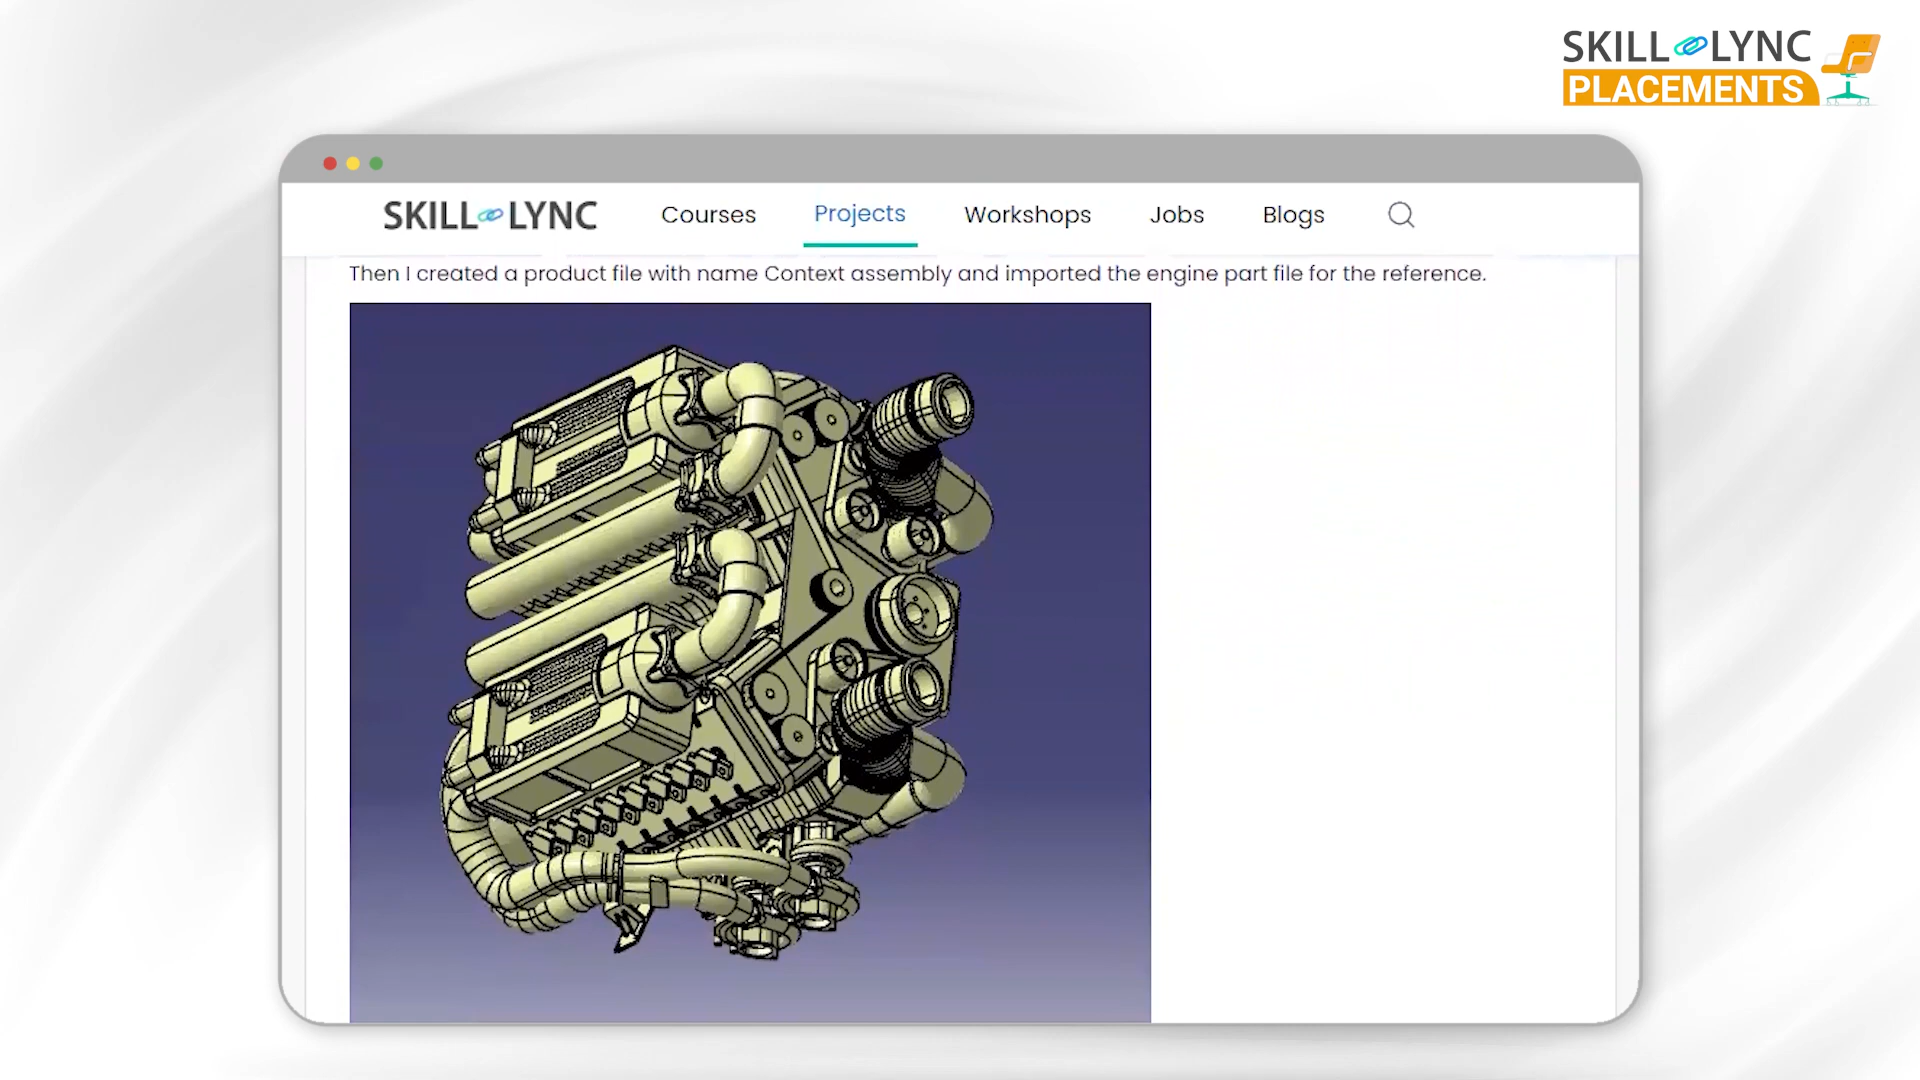 SKILL LYNC
PLACEMENTS
SKILL LYNC Courses Projects Workshops Jobs Blogs
Then I created a product file with name Context assembly and imported the engine part file for the reference.